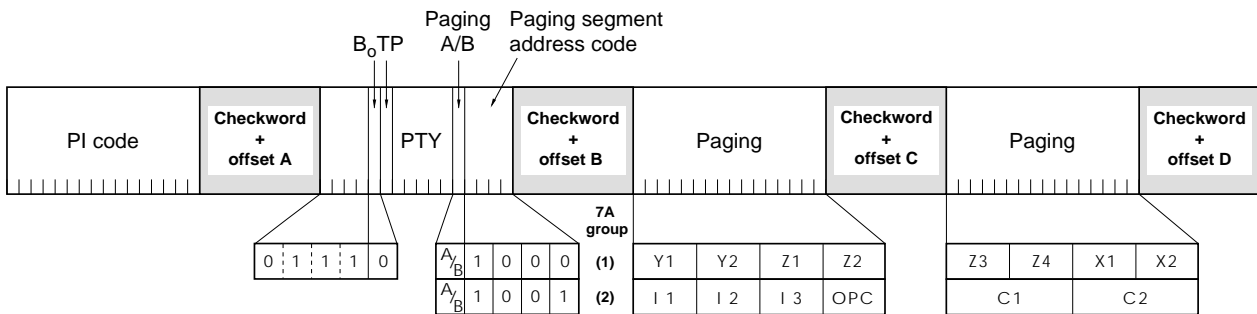 Paging Paging segment
BoTP A/B address code
PI code
Checkword
+
offset A
PTY
Checkword
+
offset B
Paging
Checkword
+
offset C
Paging
Checkword
+
offset D
7A
group
0 1 1 1 0 A/B 1 0 0 0 (1) Y1 Y2 Z1 Z2 Z3 Z4 X1 X2
A/B 1 0 0 1 (2) I1 I2 I3 OPC C1 C2